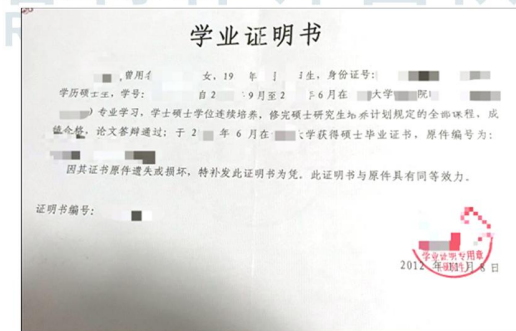 学业证明书
,曾用名 女,19 年 生,身份证号:
学历硕士生,学号: 自2 9月至2 年6月在 大学 院
)专业学习,学士硕士学位连续培养,修完硕士研究生培养计划规定的全部课程,成
绩合格,论文答辩通过;于2 年6月在 大学获得硕士毕业证书,原件编号为:
因其证书原件遗失或损坏,特补发此证明书为凭。此证明书与原件具有同等效力。
证明书编号:
学业证明专用章
2012 年11月8日